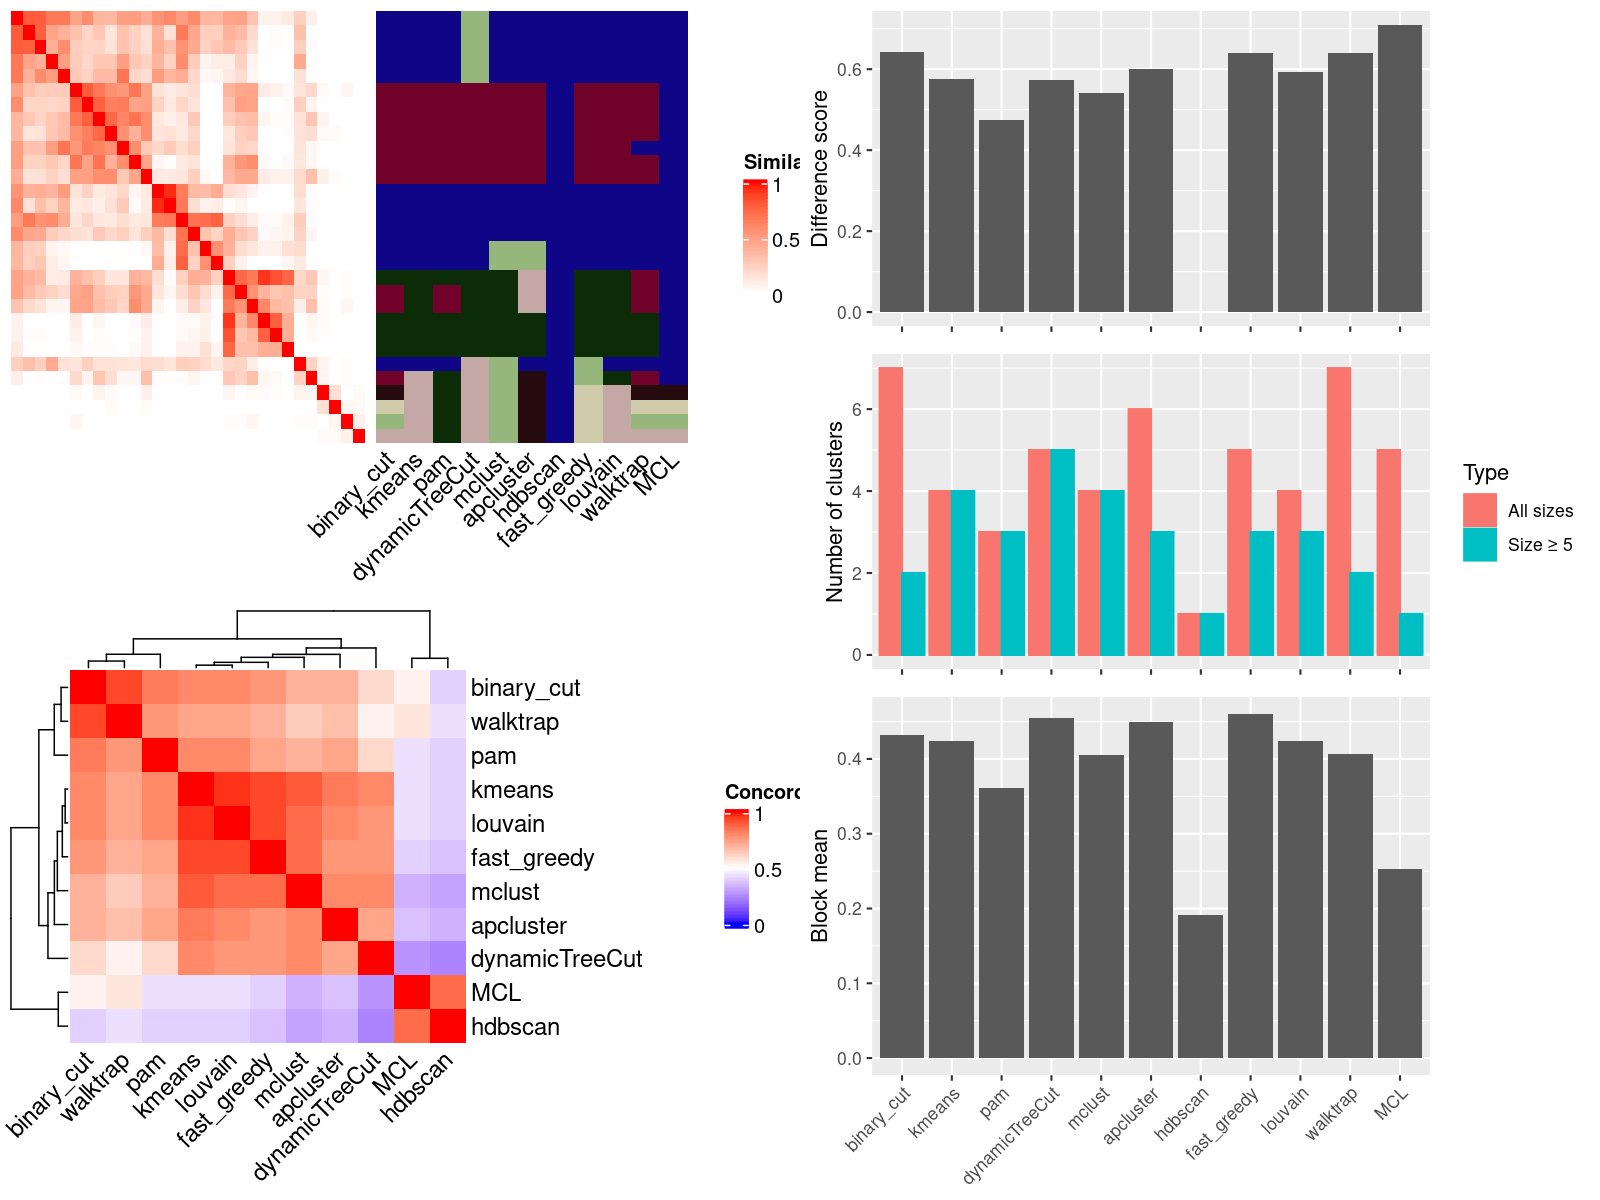 Simila
1
0.5
0
binary_cut
kmeans
pam
dynamicTreeCut
mclust
apcluster
hdbscan
fast_greedy
louvain
walktrap
MCL
binary_cut
walktrap
pam
kmeans
louvain
fast_greedy
mclust
apcluster
dynamicTreeCut
MCL
hdbscan
binary_cut
walktrap
pam
kmeans
louvain
fast_greedy
mclust
apcluster
dynamicTreeCut
MCL
hdbscan
Concord
1
0.5
0
Difference score
0.6
0.4
0.2
0.0
Number of clusters
6
4
2
0
Type
All sizes
Size ≥ 5
Block mean
0.4
0.3
0.2
0.1
0.0
binary_cut
kmeans
pam
dynamicTreeCut
mclust
apcluster
hdbscan
fast_greedy
louvain
walktrap
MCL